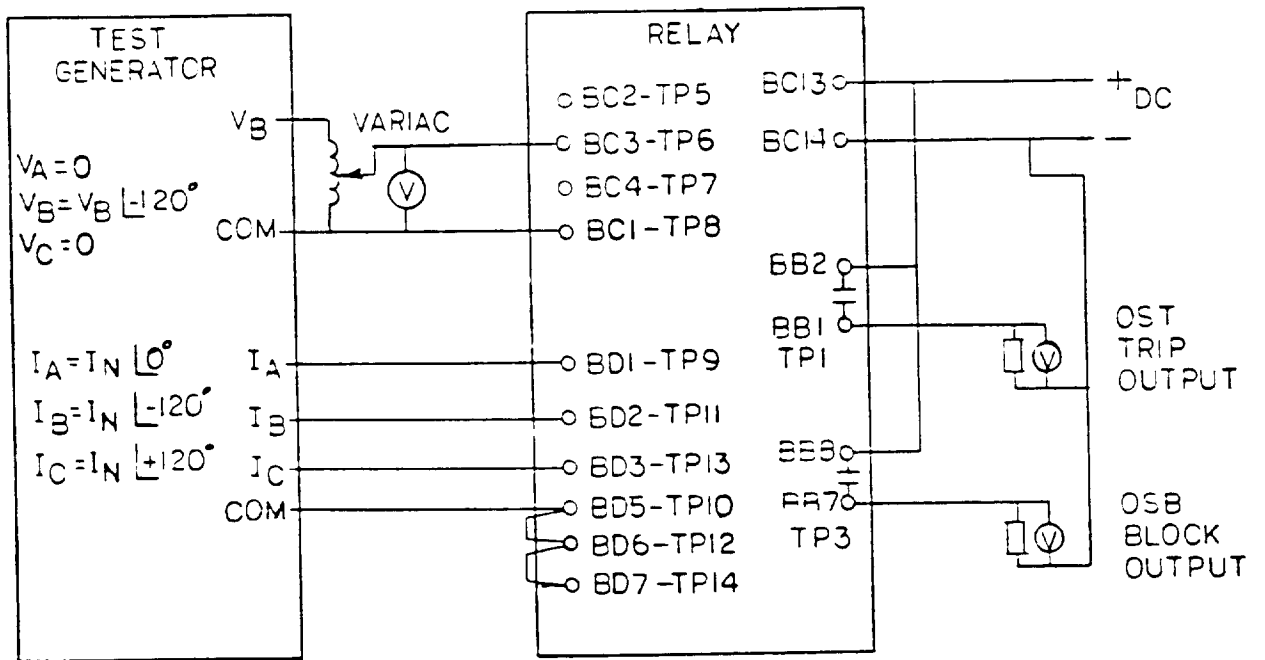 TEST
GENERATOR
RELAY
VB
VARIAC
V
VA=0
VB=VB ∠-120°
VC=0
COM
IA=IN ∠0°
IB=IN ∠-120°
IC=IN ∠+120°
IA
IB
IC
COM
BC2-TP5
BC3-TP6
BC4-TP7
BC1-TP8
BD1-TP9
BD2-TP11
BD3-TP13
BD5-TP10
BD6-TP12
BD7-TP14
BC13
BC14
BB2
BB1
TP1
BB8
BB7
TP3
+
DC
−
V
OST
TRIP
OUTPUT
V
OSB
BLOCK
OUTPUT